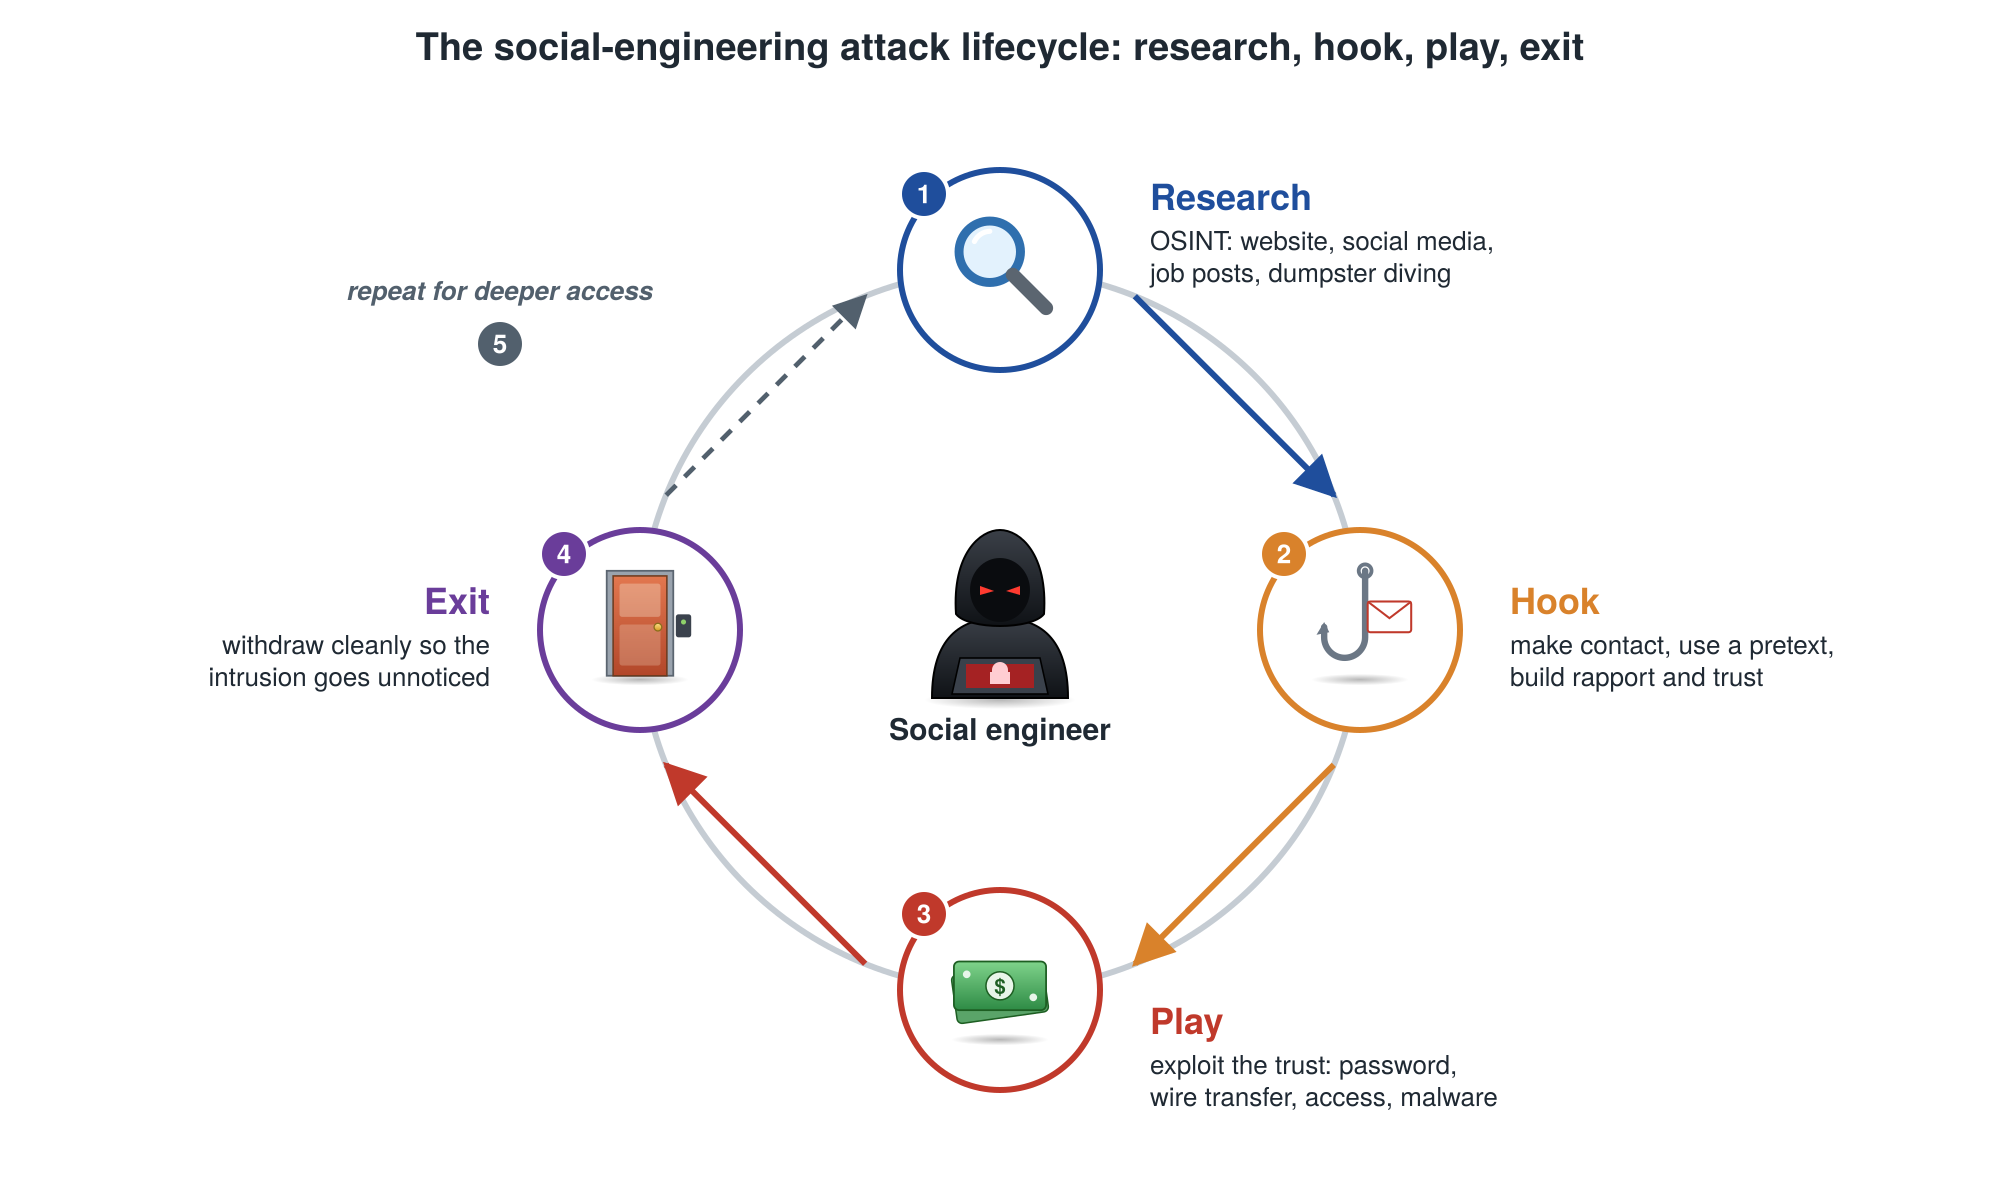 The social-engineering attack lifecycle: research, hook, play, exit
1
Research
OSINT: website, social media,
job posts, dumpster diving
repeat for deeper access
5
4
Exit
withdraw cleanly so the
intrusion goes unnoticed
Social engineer
2
Hook
make contact, use a pretext,
build rapport and trust
3
$
Play
exploit the trust: password,
wire transfer, access, malware